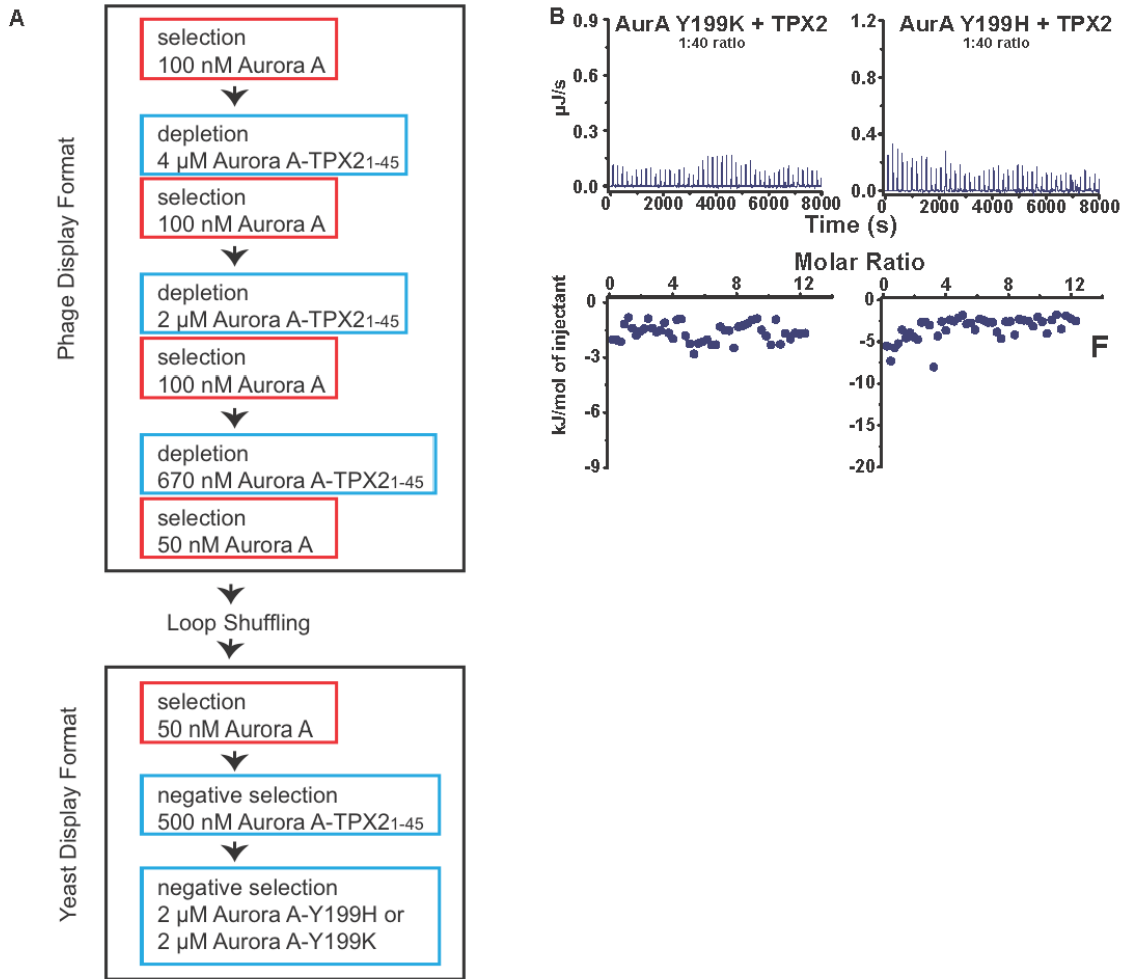 A
Phage Display Format
selection
100 nM Aurora A
depletion
4 µM Aurora A-TPX21-45
selection
100 nM Aurora A
depletion
2 µM Aurora A-TPX21-45
selection
100 nM Aurora A
depletion
670 nM Aurora A-TPX21-45
selection
50 nM Aurora A
Loop Shuffling
Yeast Display Format
selection
50 nM Aurora A
negative selection
500 nM Aurora A-TPX21-45
negative selection
2 µM Aurora A-Y199H or
2 µM Aurora A-Y199K
B
AurA Y199K + TPX2
1:40 ratio
µJ/s
0.9
0.6
0.3
0.0
0 2000 4000 6000 8000
AurA Y199H + TPX2
1:40 ratio
1.2
0.8
0.4
0.0
0 2000 4000 6000 8000
Time (s)
Molar Ratio
0 4 8 12
kJ/mol of injectant
0
-3
-6
-9
0 4 8 12
0
-5
-10
-15
-20
F